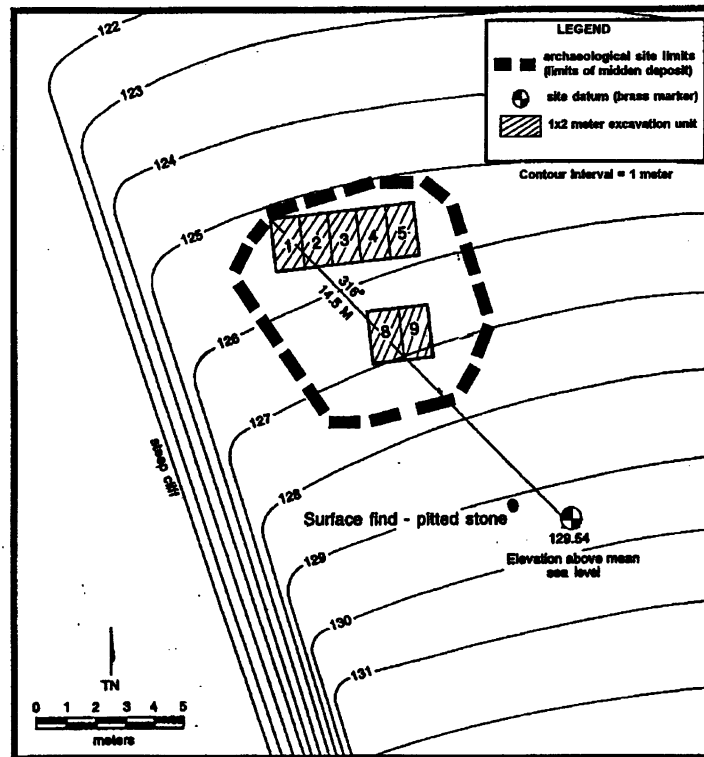 LEGEND
archaeological site limits
(limits of midden deposit)
site datum (brass marker)
1x2 meter excavation unit
Contour Interval = 1 meter
122
123
124
125
126
127
128
129
130
131
1 2 3 4 5
316°
14.5 M
8 9
steep cliff
Surface find - pitted stone
129.54
Elevation above mean
sea level
TN
0 1 2 3 4 5
meters